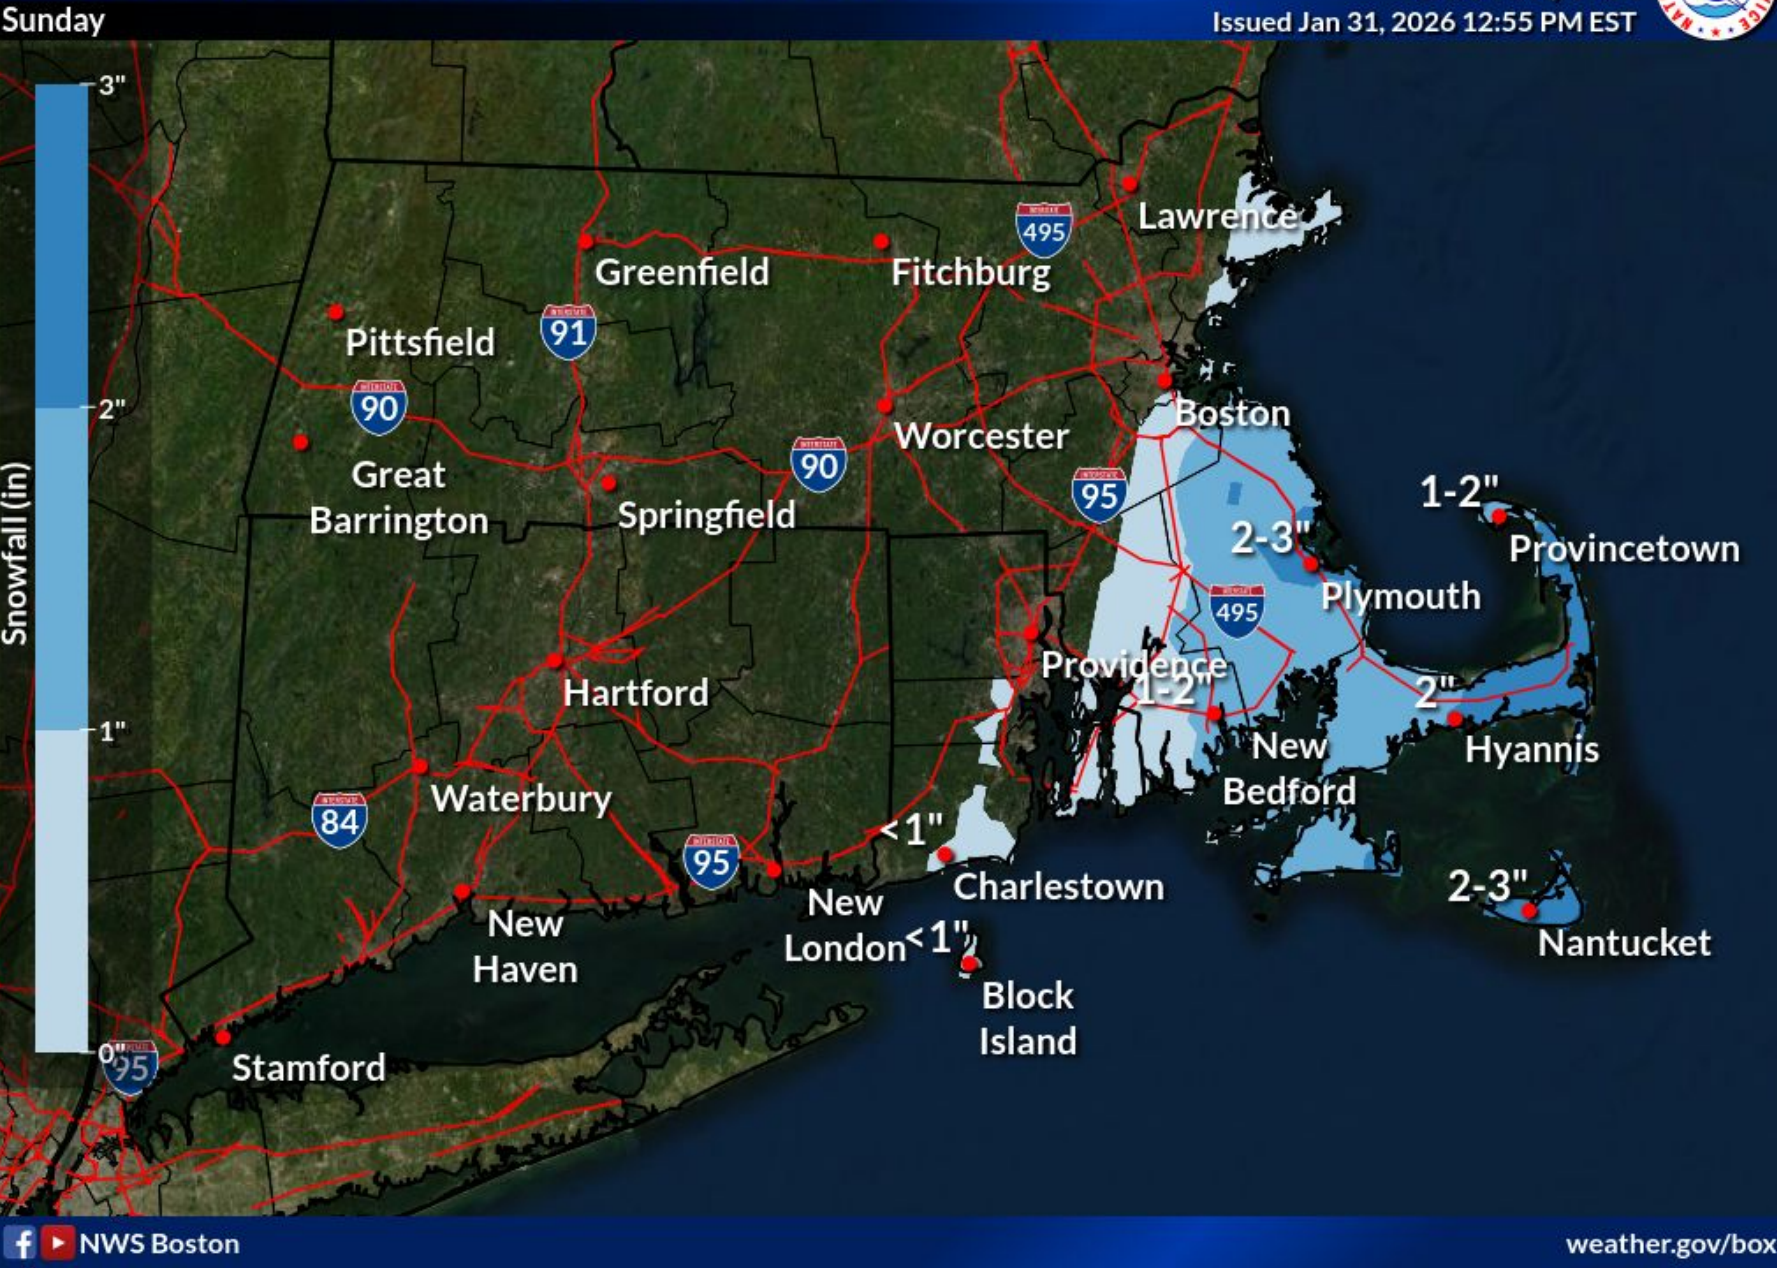 Sunday
Issued Jan 31, 2026 12:55 PM EST
3"
2"
1"
0"
Snowfall (in)
Lawrence
495
Greenfield
Fitchburg
91
Pittsfield
90
Boston
Worcester
90
Great
Barrington
95
1-2"
Springfield
2-3"
Provincetown
Plymouth
495
Providence
1-2"
Hartford
2"
New
Bedford
Hyannis
Waterbury
84
<1"
95
Charlestown
2-3"
New
London
New
Haven
<1"
Nantucket
Block
Island
95
Stamford
NWS Boston
weather.gov/box